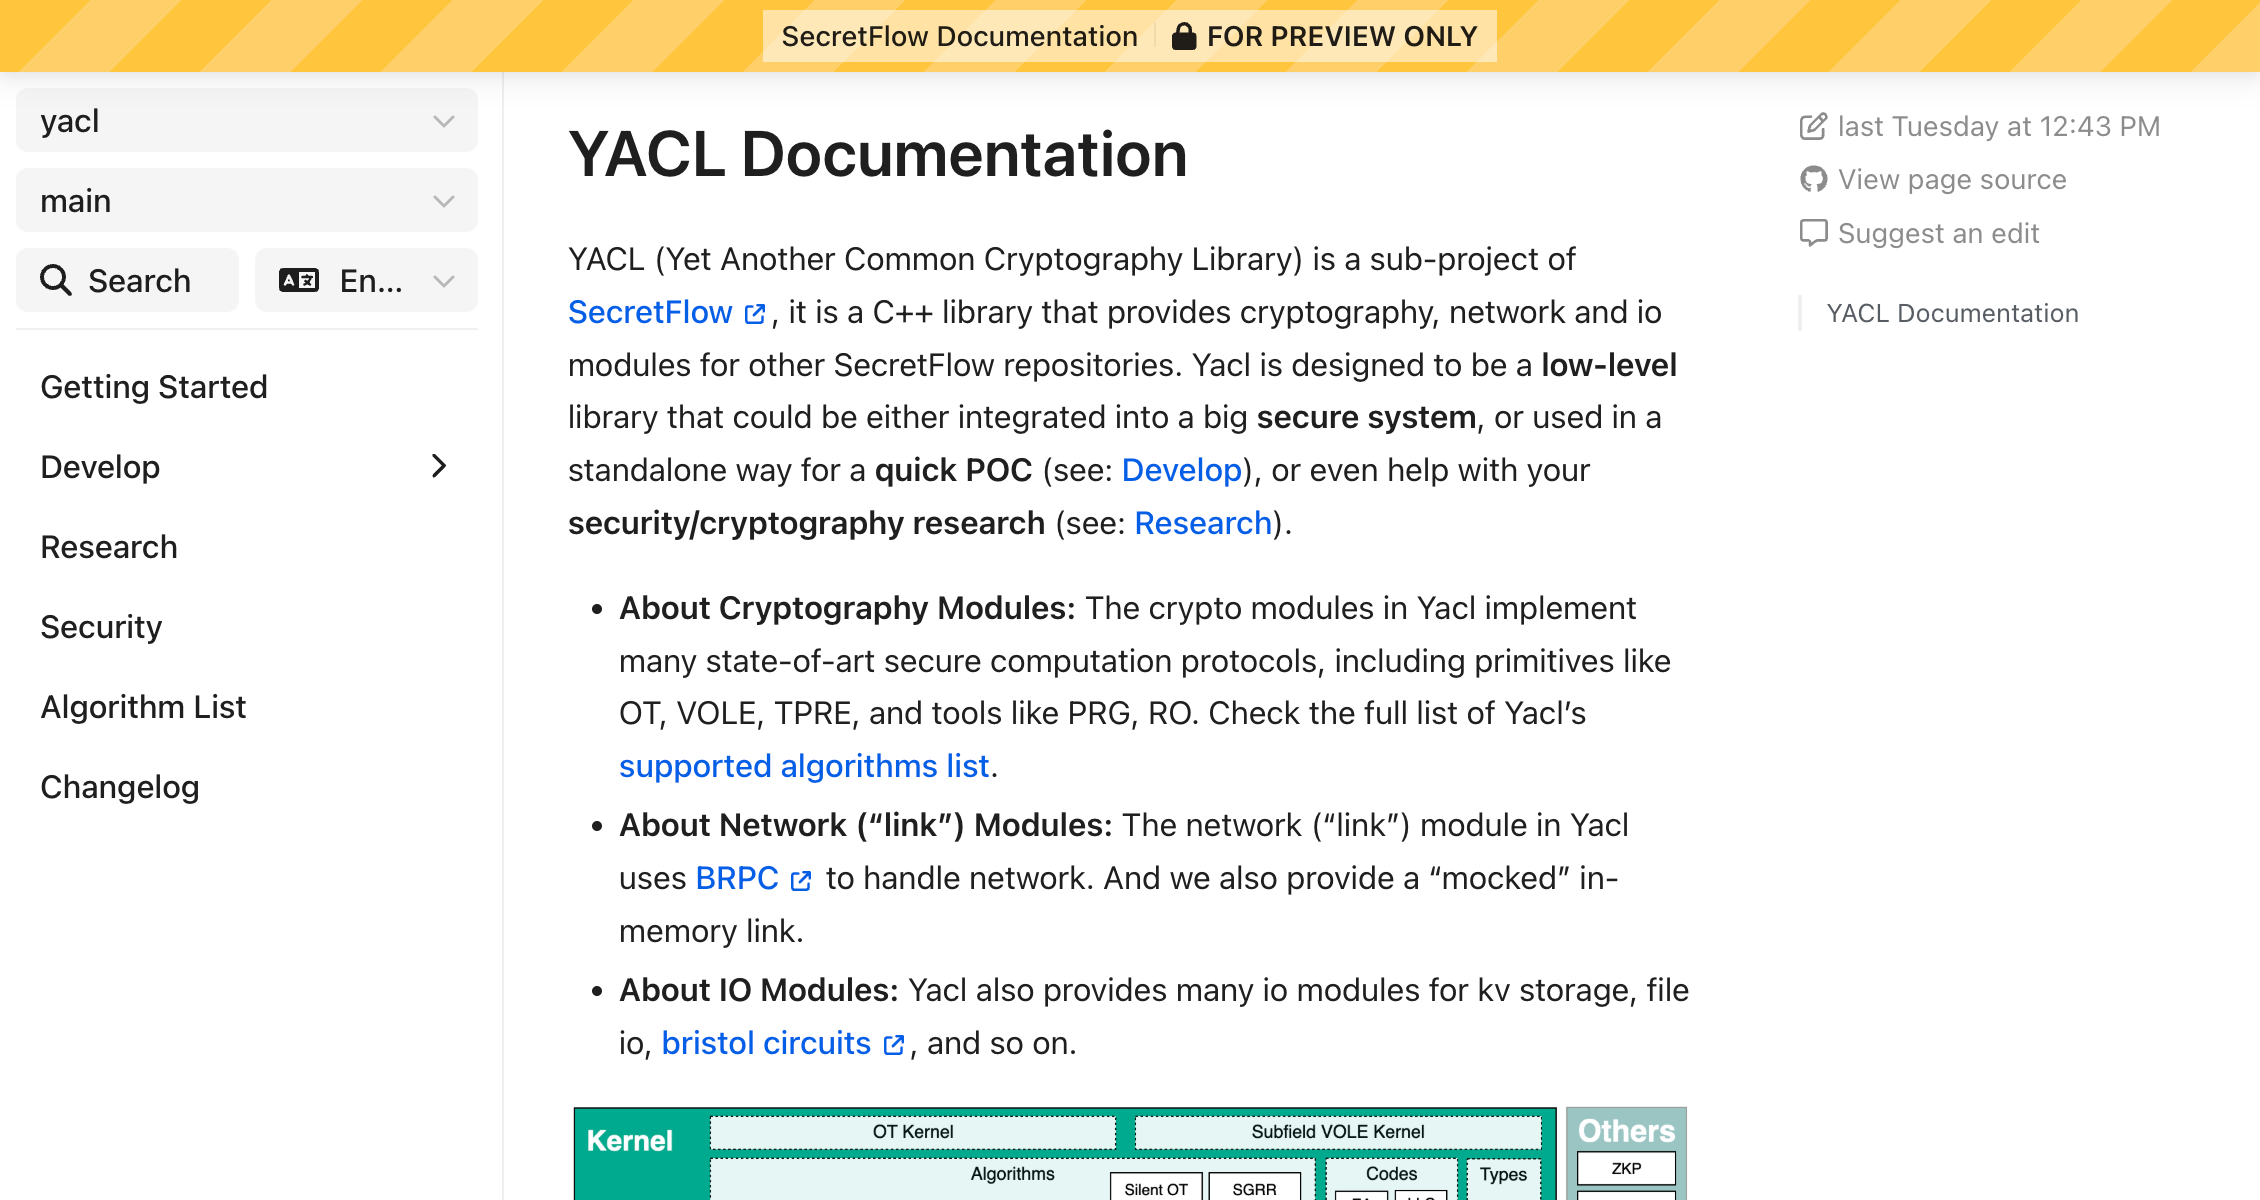 SecretFlow Documentation FOR PREVIEW ONLY
yacl
main
Search En...
Getting Started
Develop
Research
Security
Algorithm List
Changelog
YACL Documentation
YACL (Yet Another Common Cryptography Library) is a sub-project of
SecretFlow , it is a C++ library that provides cryptography, network and io
modules for other SecretFlow repositories. Yacl is designed to be a low-level
library that could be either integrated into a big secure system, or used in a
standalone way for a quick POC (see: Develop), or even help with your
security/cryptography research (see: Research).
• About Cryptography Modules: The crypto modules in Yacl implement
many state-of-art secure computation protocols, including primitives like
OT, VOLE, TPRE, and tools like PRG, RO. Check the full list of Yacl’s
supported algorithms list.
• About Network (“link”) Modules: The network (“link”) module in Yacl
uses BRPC to handle network. And we also provide a “mocked” in-
memory link.
• About IO Modules: Yacl also provides many io modules for kv storage, file
io, bristol circuits , and so on.
Kernel
OT Kernel
Subfield VOLE Kernel
Algorithms
Silent OT
SGRR
Codes
Types
Others
ZKP
last Tuesday at 12:43 PM
View page source
Suggest an edit
YACL Documentation